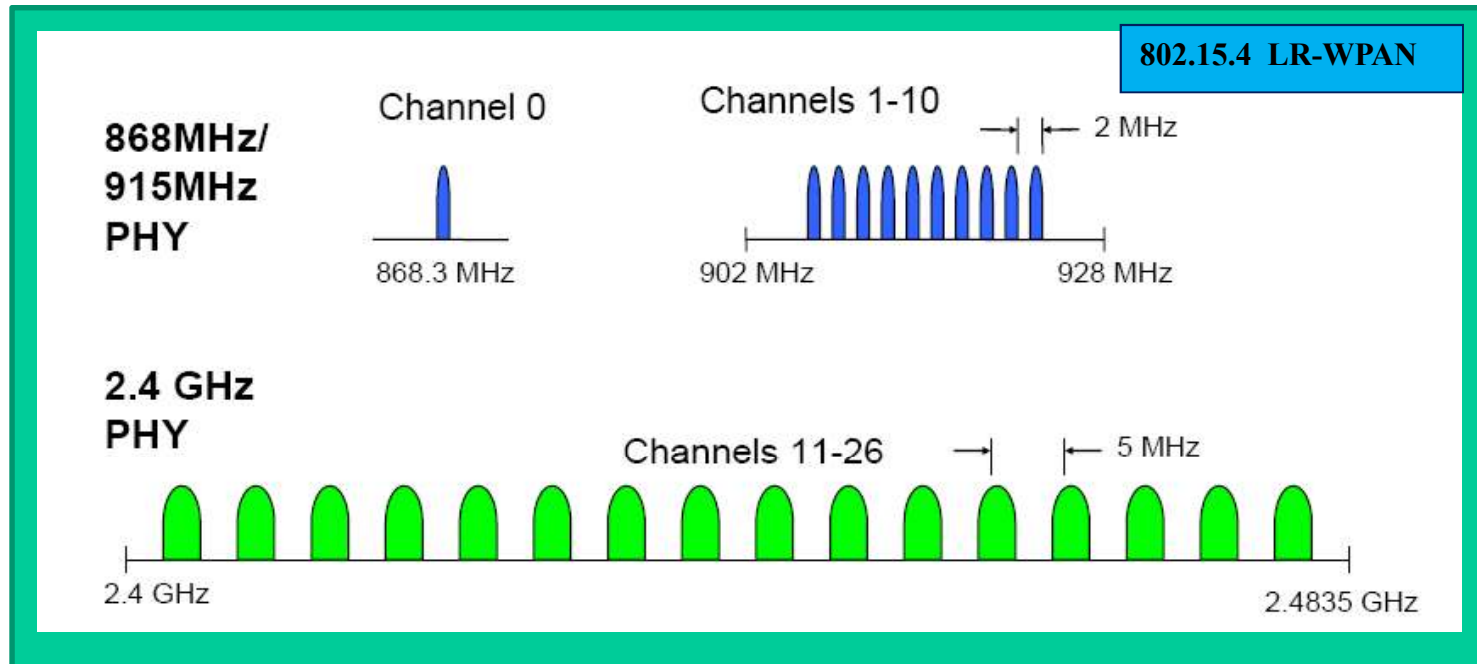 802.15.4 LR-WPAN
868MHz/
915MHz
PHY
Channel 0
868.3 MHz
Channels 1-10
2 MHz
902 MHz
928 MHz
2.4 GHz
PHY
Channels 11-26
5 MHz
2.4 GHz
2.4835 GHz